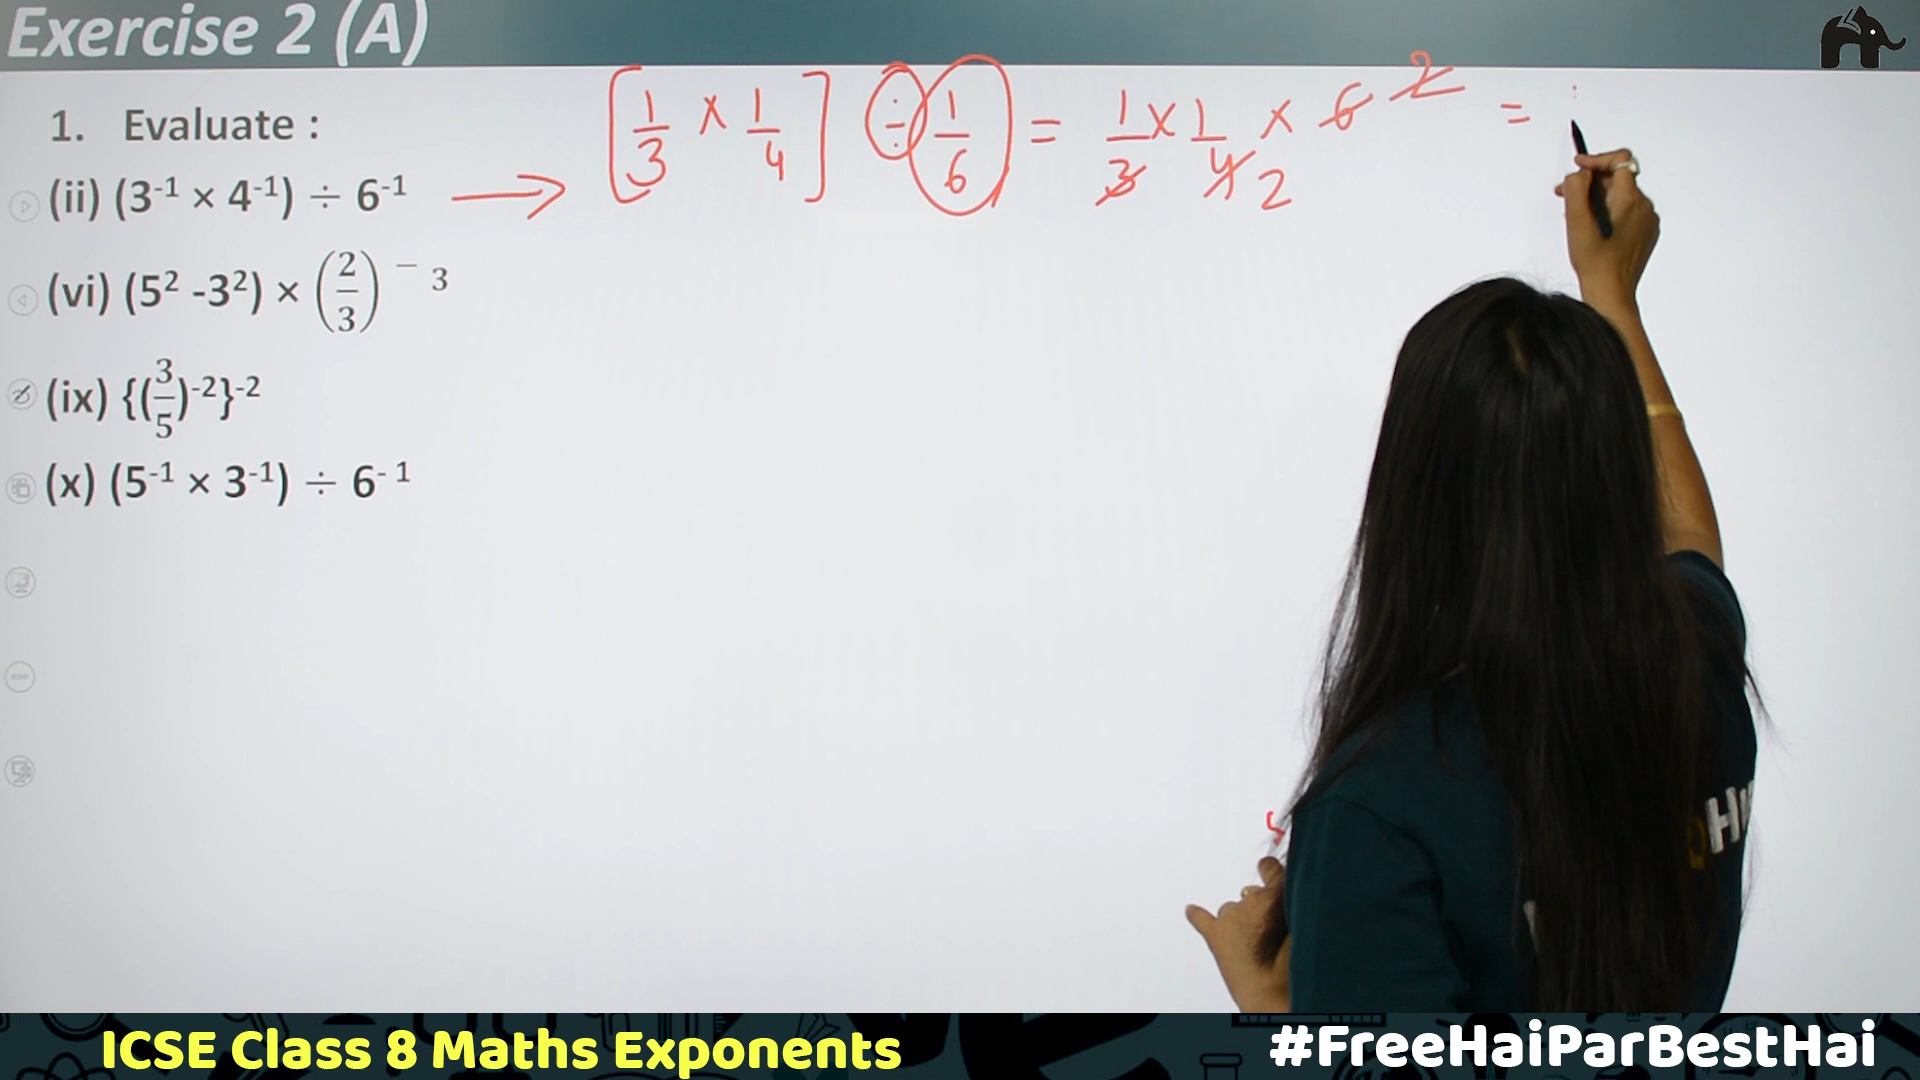 Exercise 2 (A)
1. Evaluate :
(ii) (3⁻¹ × 4⁻¹) ÷ 6⁻¹ → [1/3 × 1/4] ÷ 1/6 = 1/3 × 1/4 2 × 6 2 =
(vi) (5² -3²) × (2/3)⁻³
(ix) {(3/5)⁻²}⁻²
(x) (5⁻¹ × 3⁻¹) ÷ 6⁻¹
ICSE Class 8 Maths Exponents
#FreeHaiParBestHai